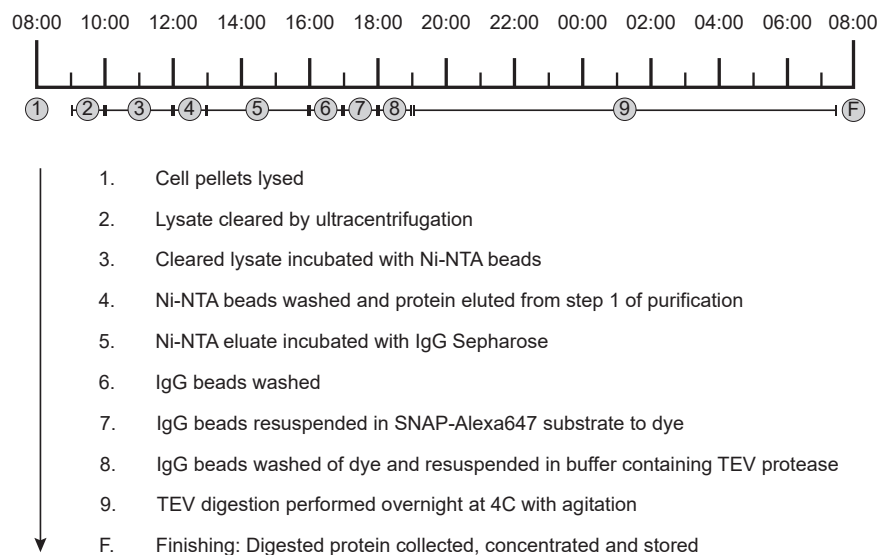 08:00 10:00 12:00 14:00 16:00 18:00 20:00 22:00 00:00 02:00 04:00 06:00 08:00
1 2 3 4 5 6 7 8 9 F
1. Cell pellets lysed
2. Lysate cleared by ultracentrifugation
3. Cleared lysate incubated with Ni-NTA beads
4. Ni-NTA beads washed and protein eluted from step 1 of purification
5. Ni-NTA eluate incubated with IgG Sepharose
6. IgG beads washed
7. IgG beads resuspended in SNAP-Alexa647 substrate to dye
8. IgG beads washed of dye and resuspended in buffer containing TEV protease
9. TEV digestion performed overnight at 4C with agitation
F. Finishing: Digested protein collected, concentrated and stored